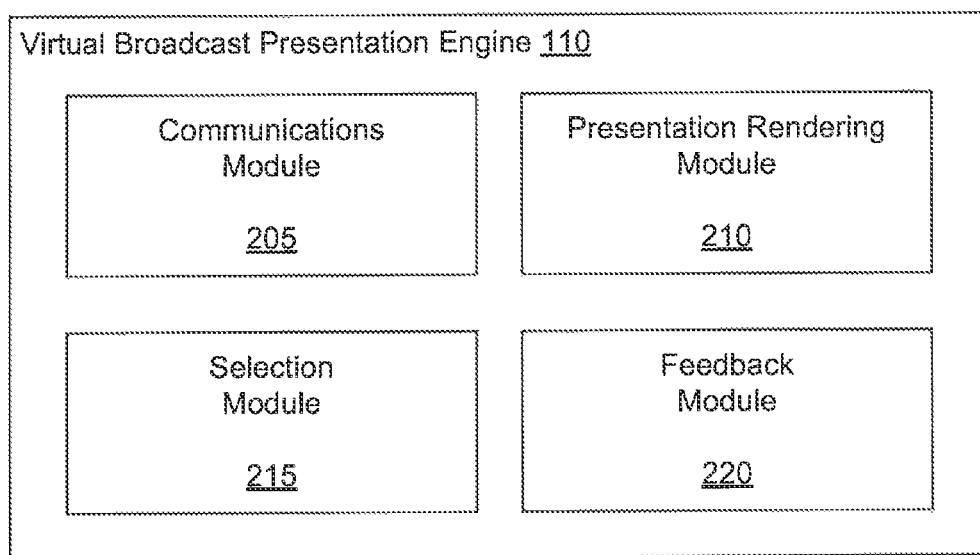 Virtual Broadcast Presentation Engine 110
Communications
Module
205
Presentation Rendering
Module
210
Selection
Module
215
Feedback
Module
220